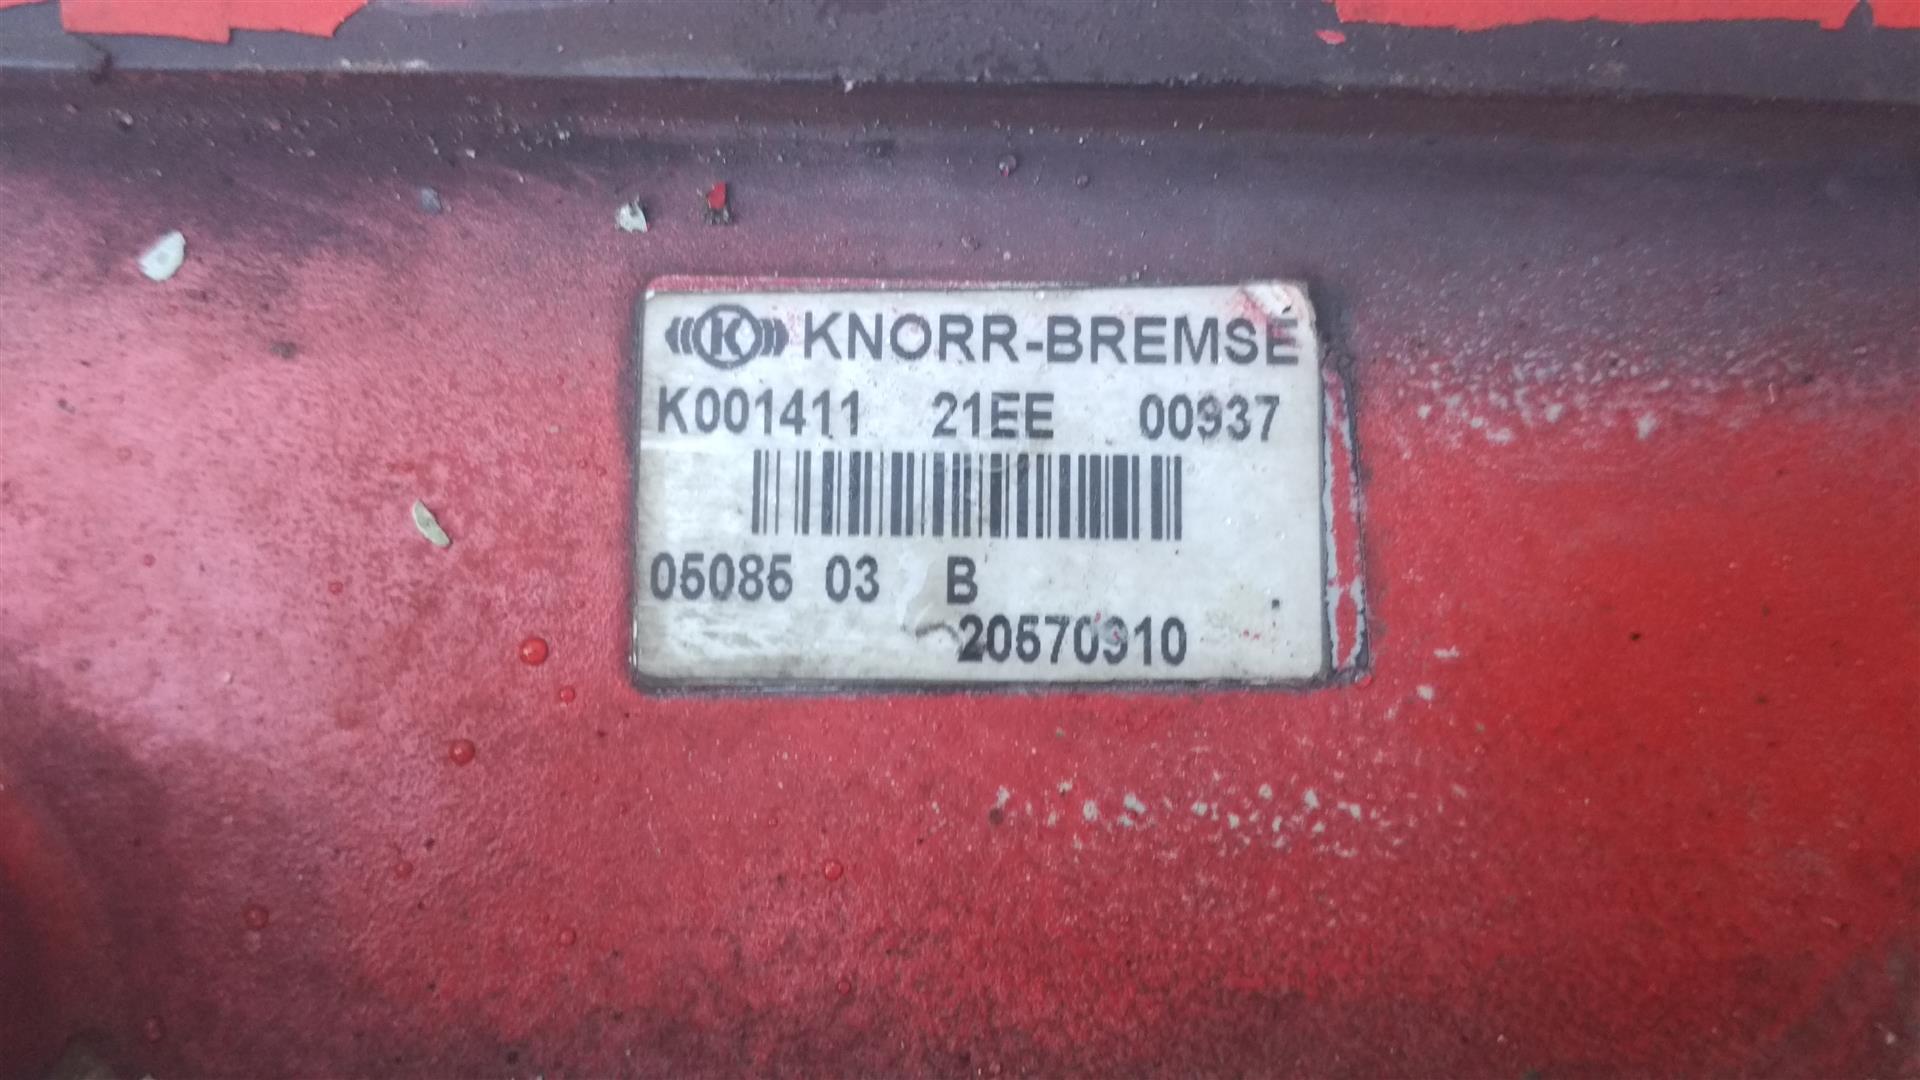 K KNORR-BREMSE
K001411 21EE 00937
05085 03 B
20570910